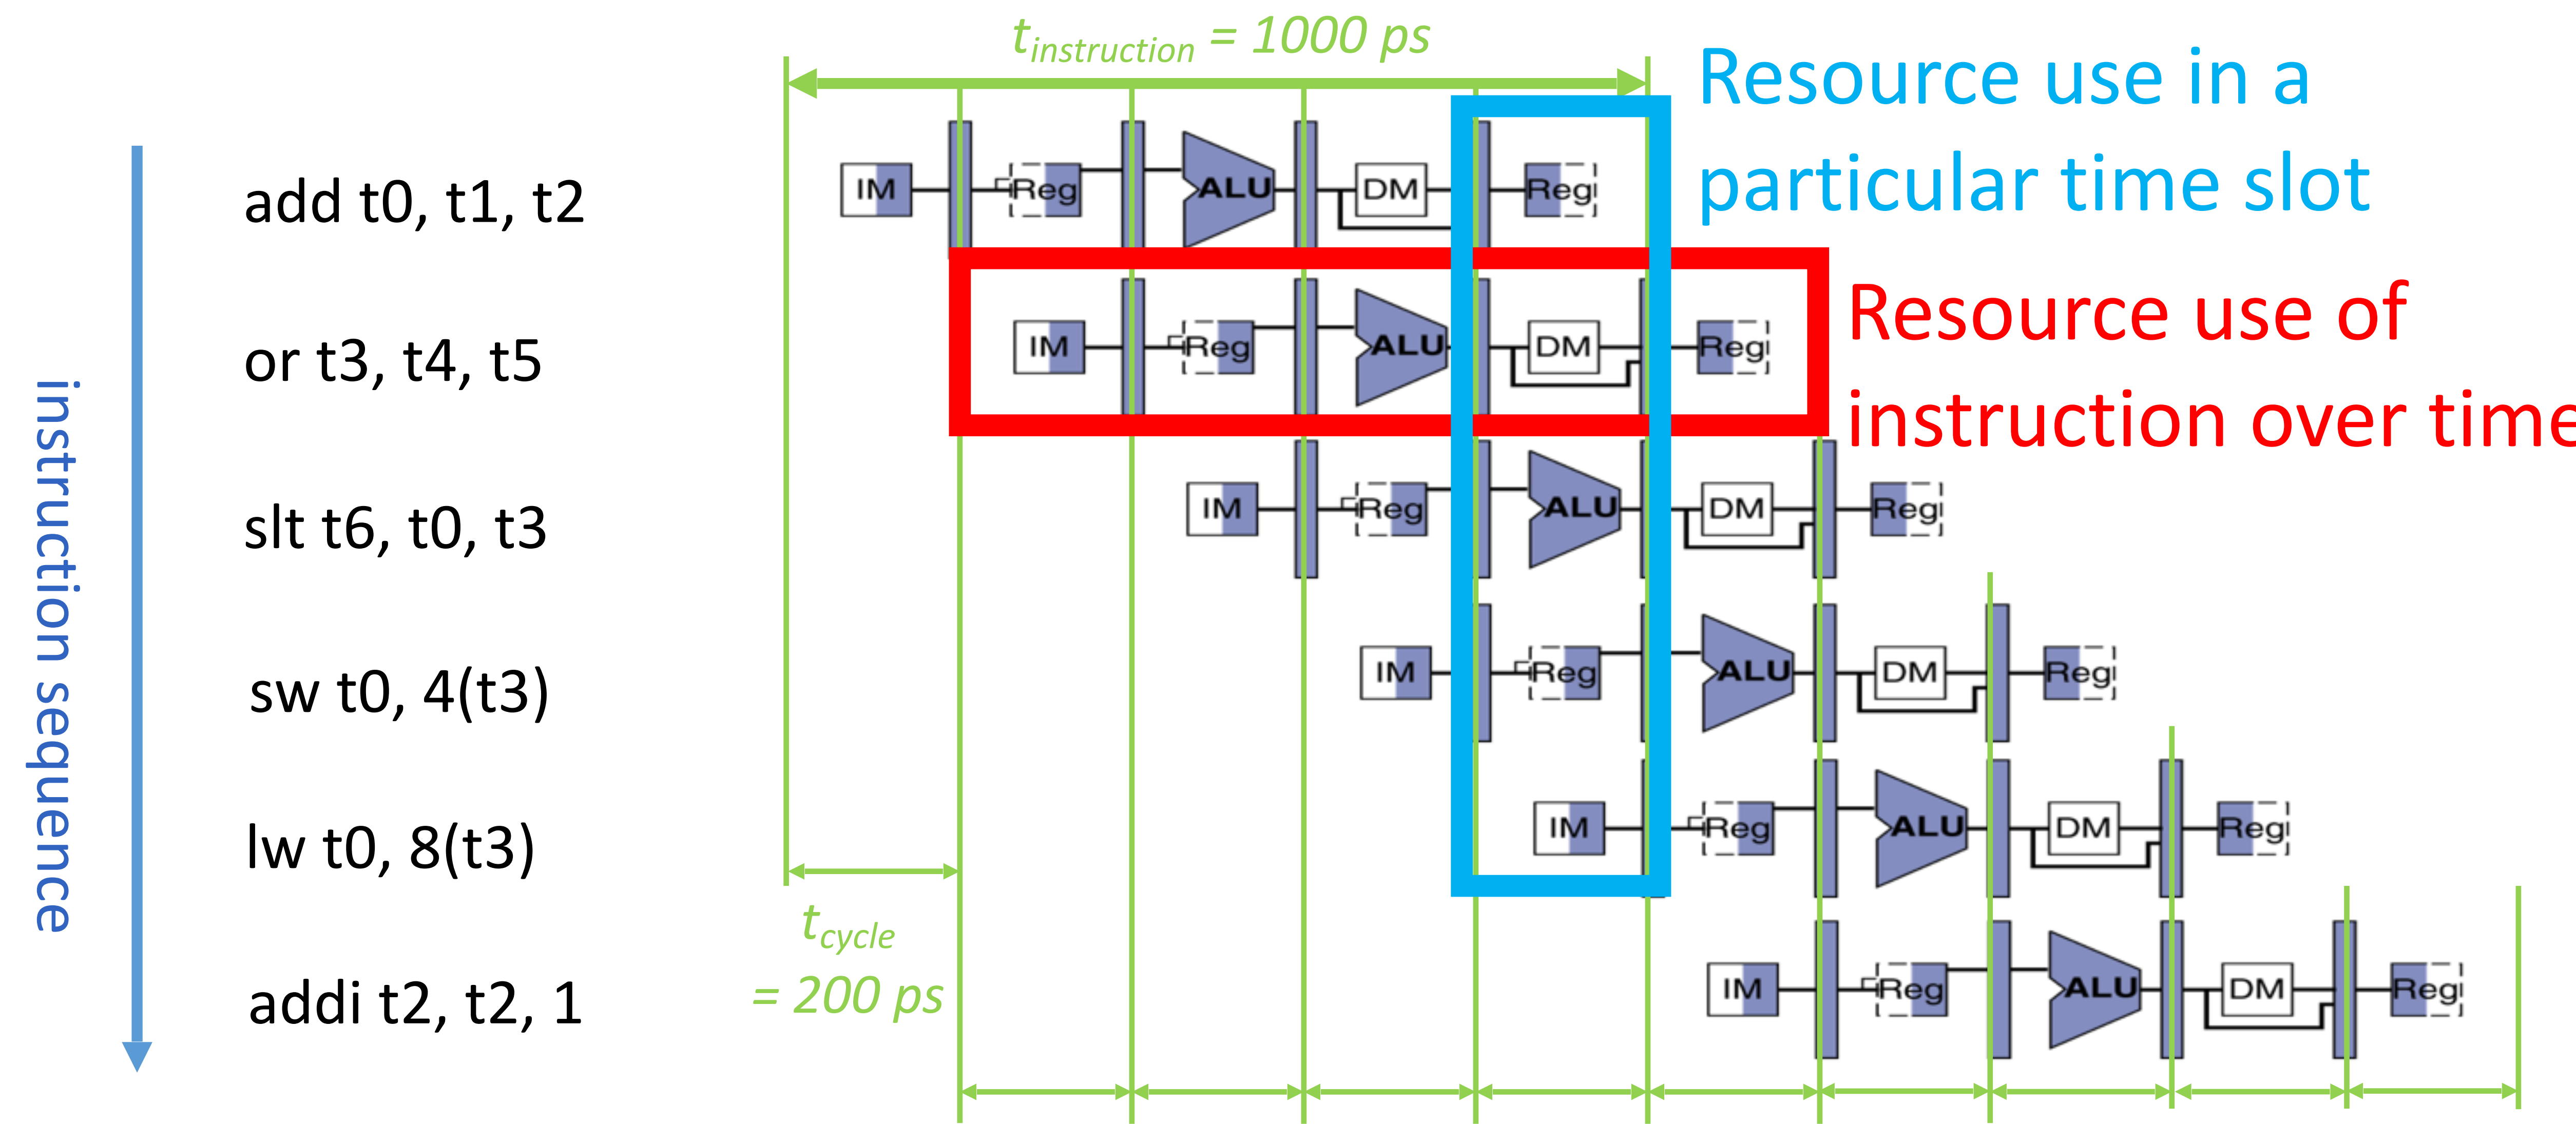 t_instruction = 1000 ps
Resource use in a
particular time slot
add t0, t1, t2
IM Reg ALU DM Reg
Resource use of
instruction over time
or t3, t4, t5
IM Reg ALU DM Reg
instruction sequence
slt t6, t0, t3
IM Reg ALU DM Reg
sw t0, 4(t3)
IM Reg ALU DM Reg
lw t0, 8(t3)
IM Reg ALU DM Reg
t_cycle
= 200 ps
addi t2, t2, 1
IM Reg ALU DM Reg